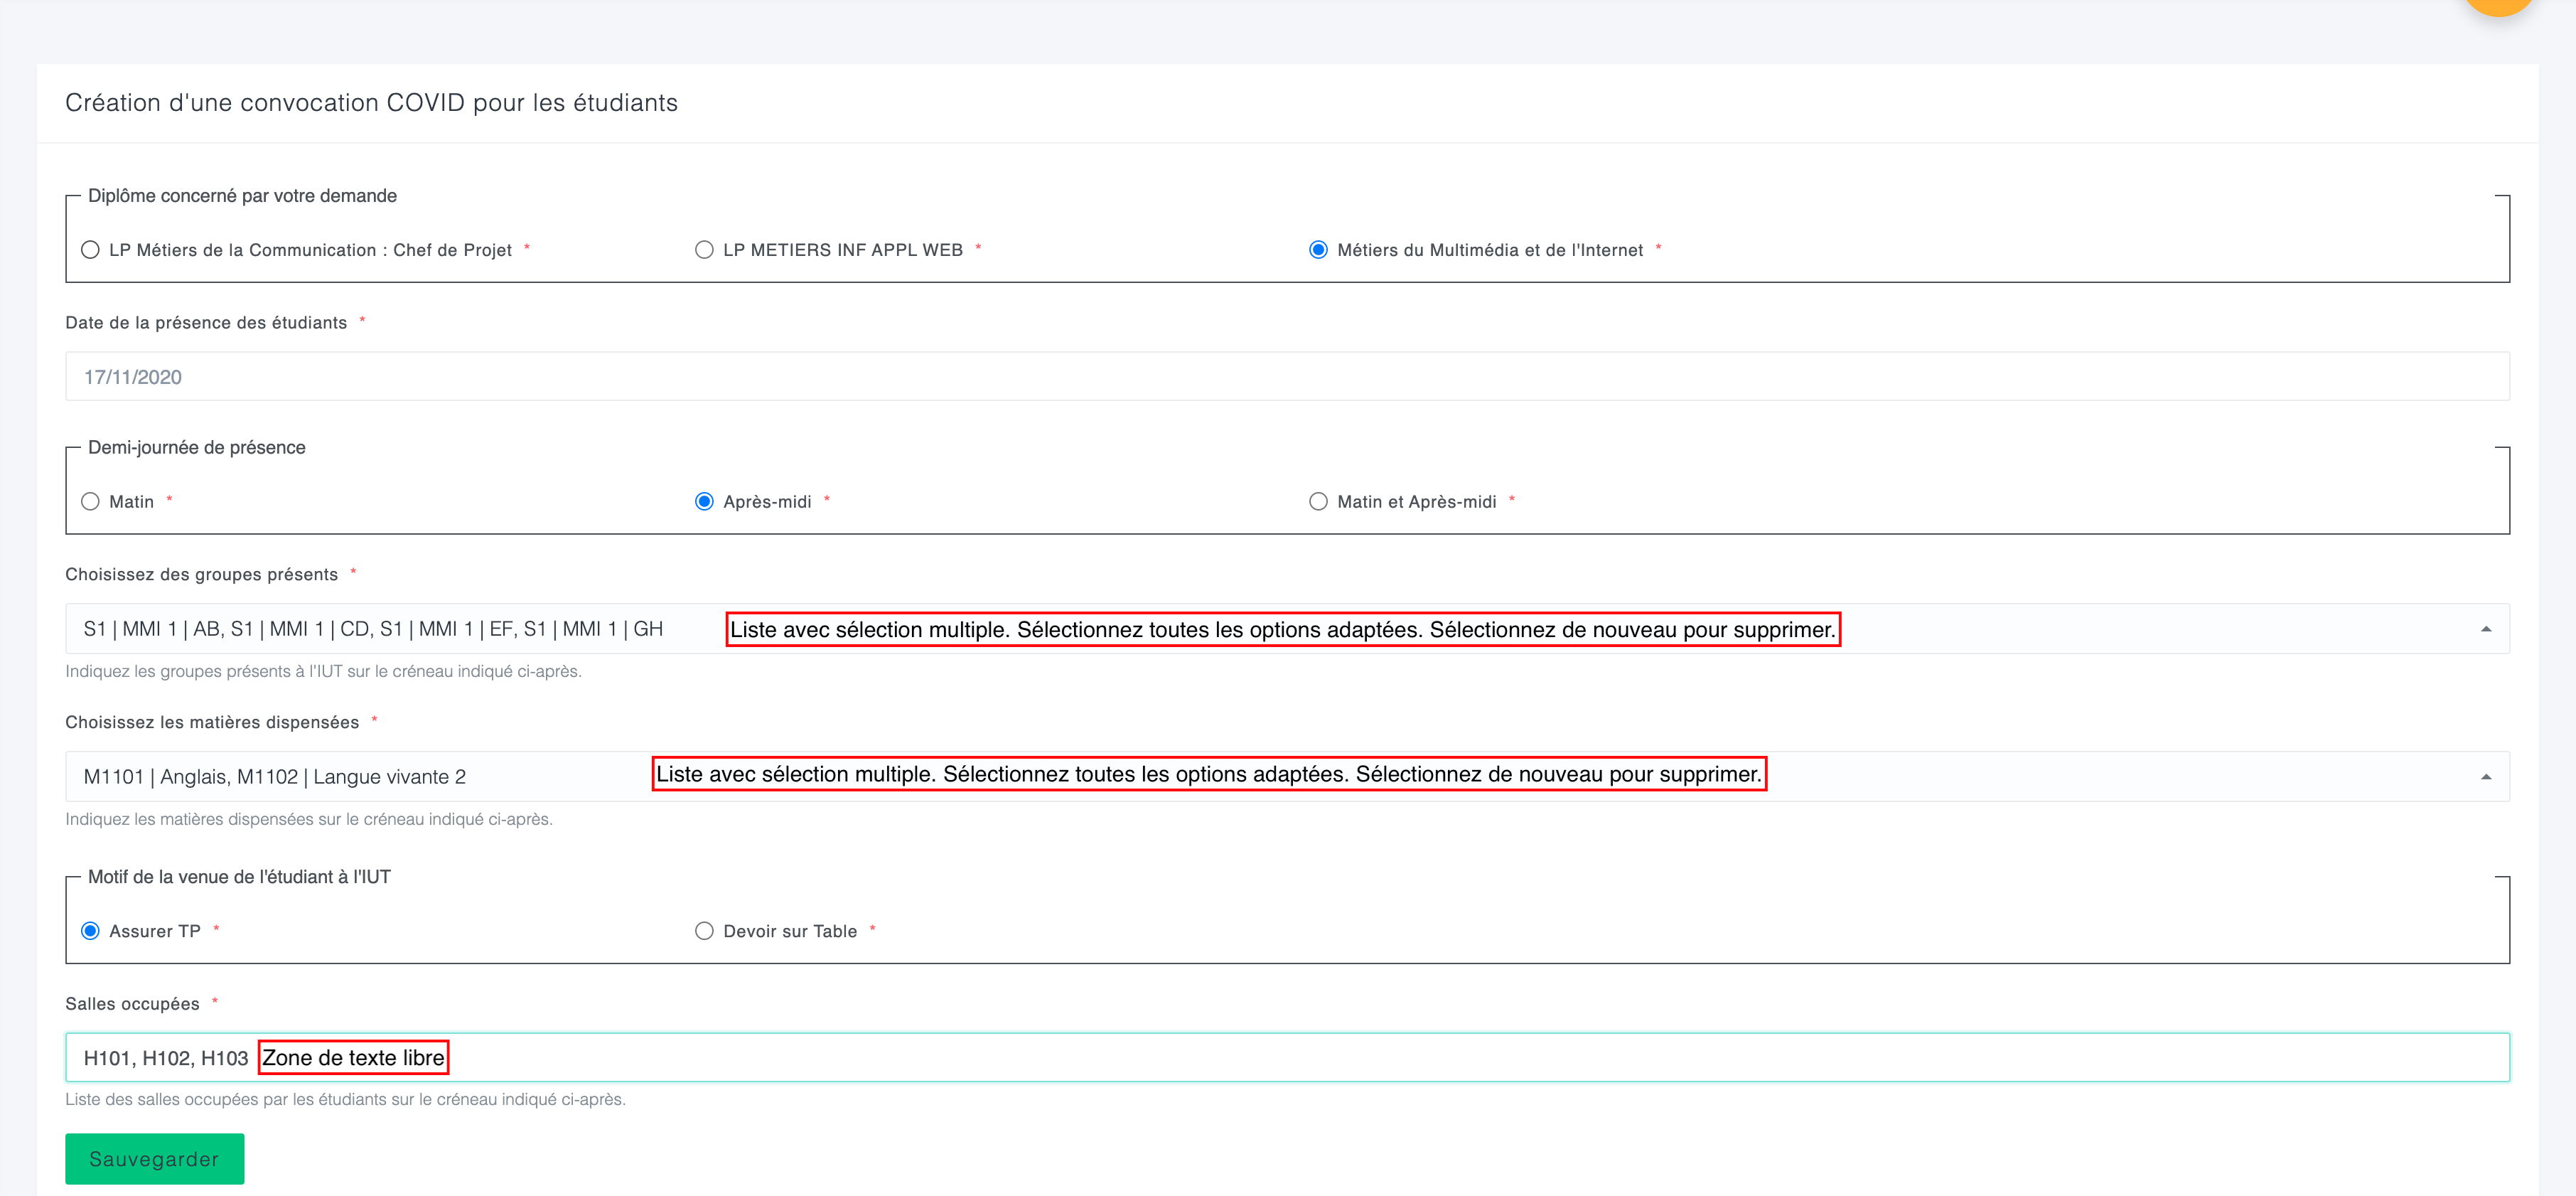 Création d'une convocation COVID pour les étudiants
Diplôme concerné par votre demande
LP Métiers de la Communication : Chef de Projet * LP METIERS INF APPL WEB * Métiers du Multimédia et de l'Internet *
Date de la présence des étudiants *
17/11/2020
Demi-journée de présence
Matin * Après-midi * Matin et Après-midi *
Choisissez des groupes présents *
S1 | MMI 1 | AB, S1 | MMI 1 | CD, S1 | MMI 1 | EF, S1 | MMI 1 | GH Liste avec sélection multiple. Sélectionnez toutes les options adaptées. Sélectionnez de nouveau pour supprimer.
Indiquez les groupes présents à l'IUT sur le créneau indiqué ci-après.
Choisissez les matières dispensées *
M1101 | Anglais, M1102 | Langue vivante 2 Liste avec sélection multiple. Sélectionnez toutes les options adaptées. Sélectionnez de nouveau pour supprimer.
Indiquez les matières dispensées sur le créneau indiqué ci-après.
Motif de la venue de l'étudiant à l'IUT
Assurer TP * Devoir sur Table *
Salles occupées *
H101, H102, H103 Zone de texte libre
Liste des salles occupées par les étudiants sur le créneau indiqué ci-après.
Sauvegarder